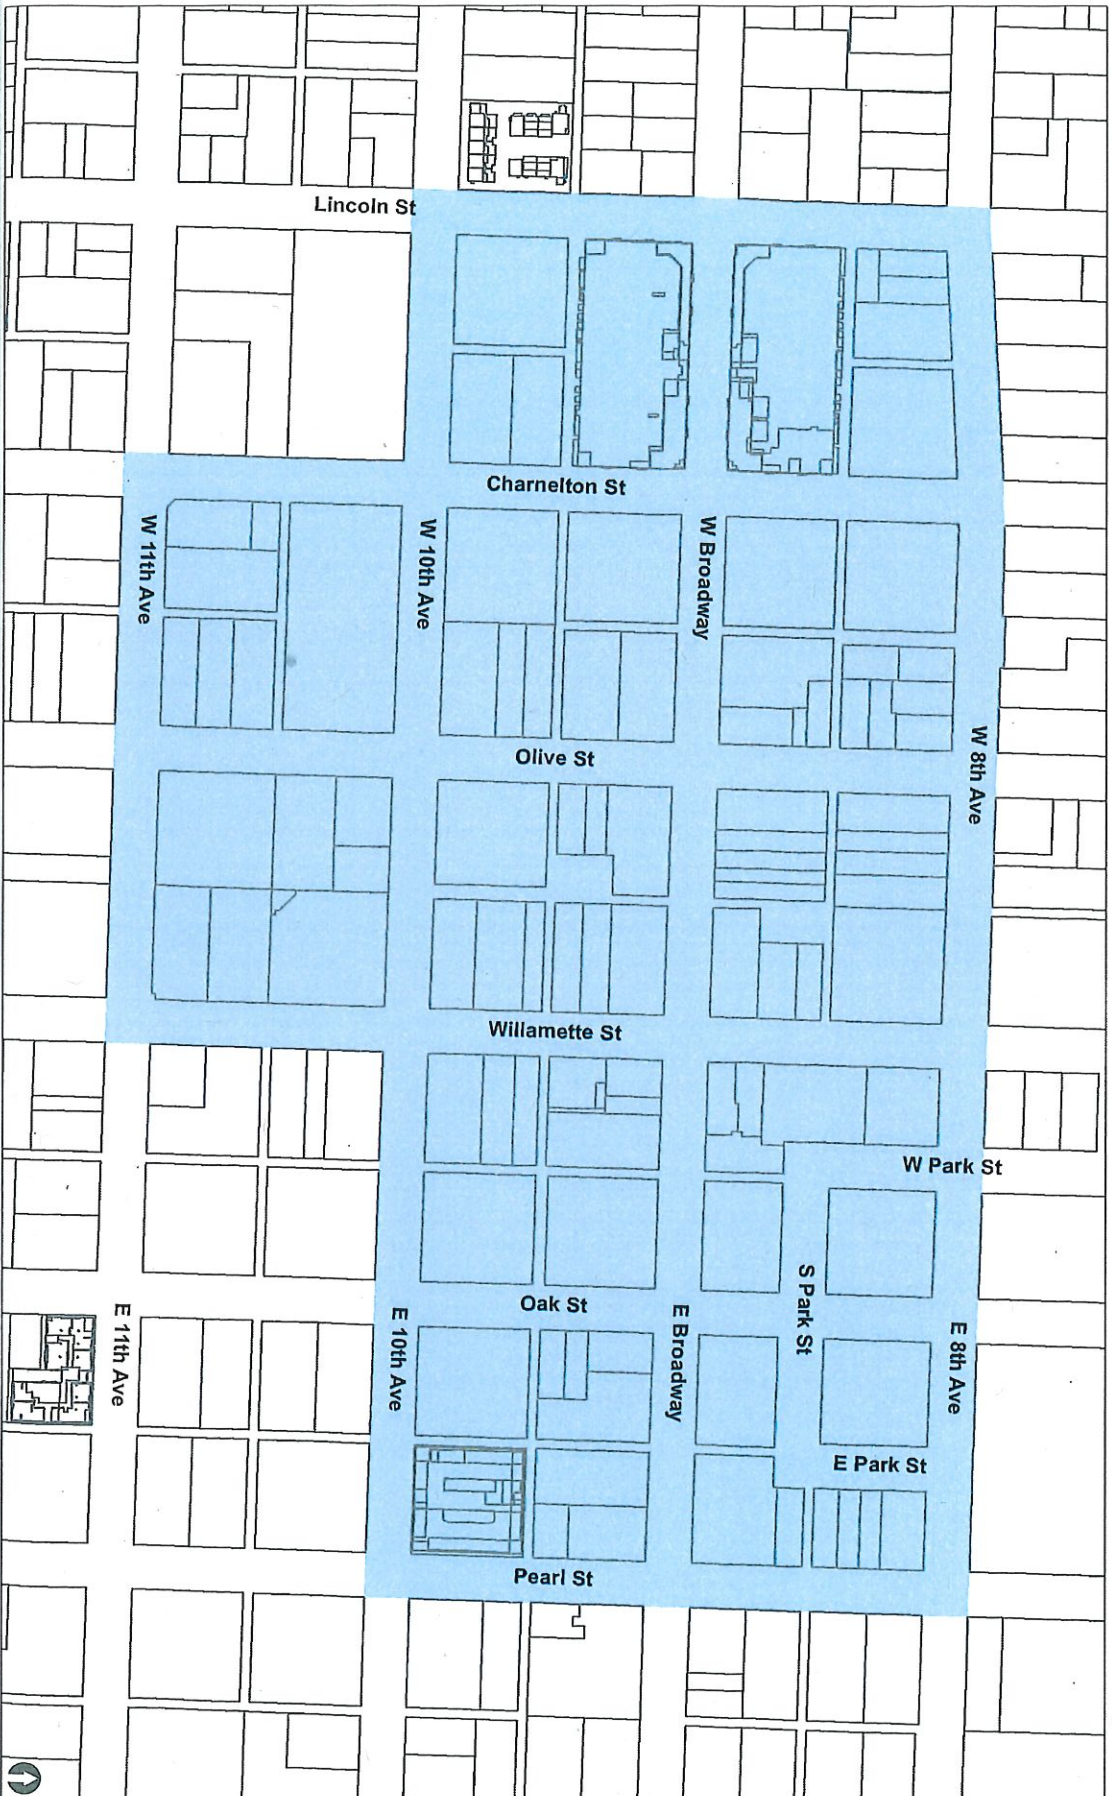 Lincoln St
Charnelton St
W 11th Ave
W 10th Ave
W Broadway
W 8th Ave
Olive St
Willamette St
W Park St
S Park St
Oak St
E 11th Ave
E 10th Ave
E Broadway
E 8th Ave
E Park St
Pearl St